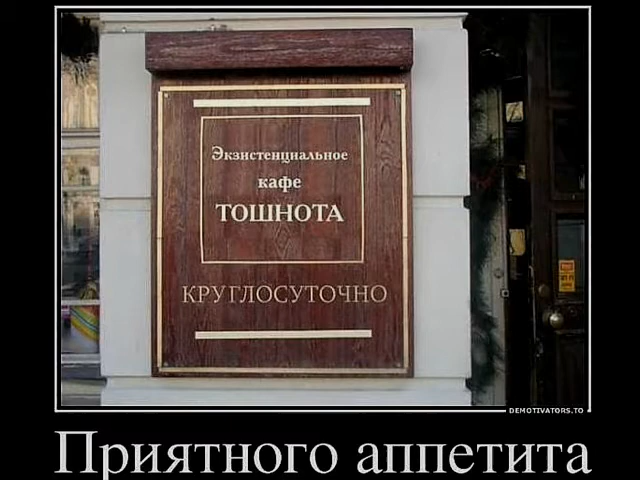 Экзистенциальное
кафе
ТОШНОТА
КРУГЛОСУТОЧНО
DEMOTIVATORS.TO
Приятного аппетита